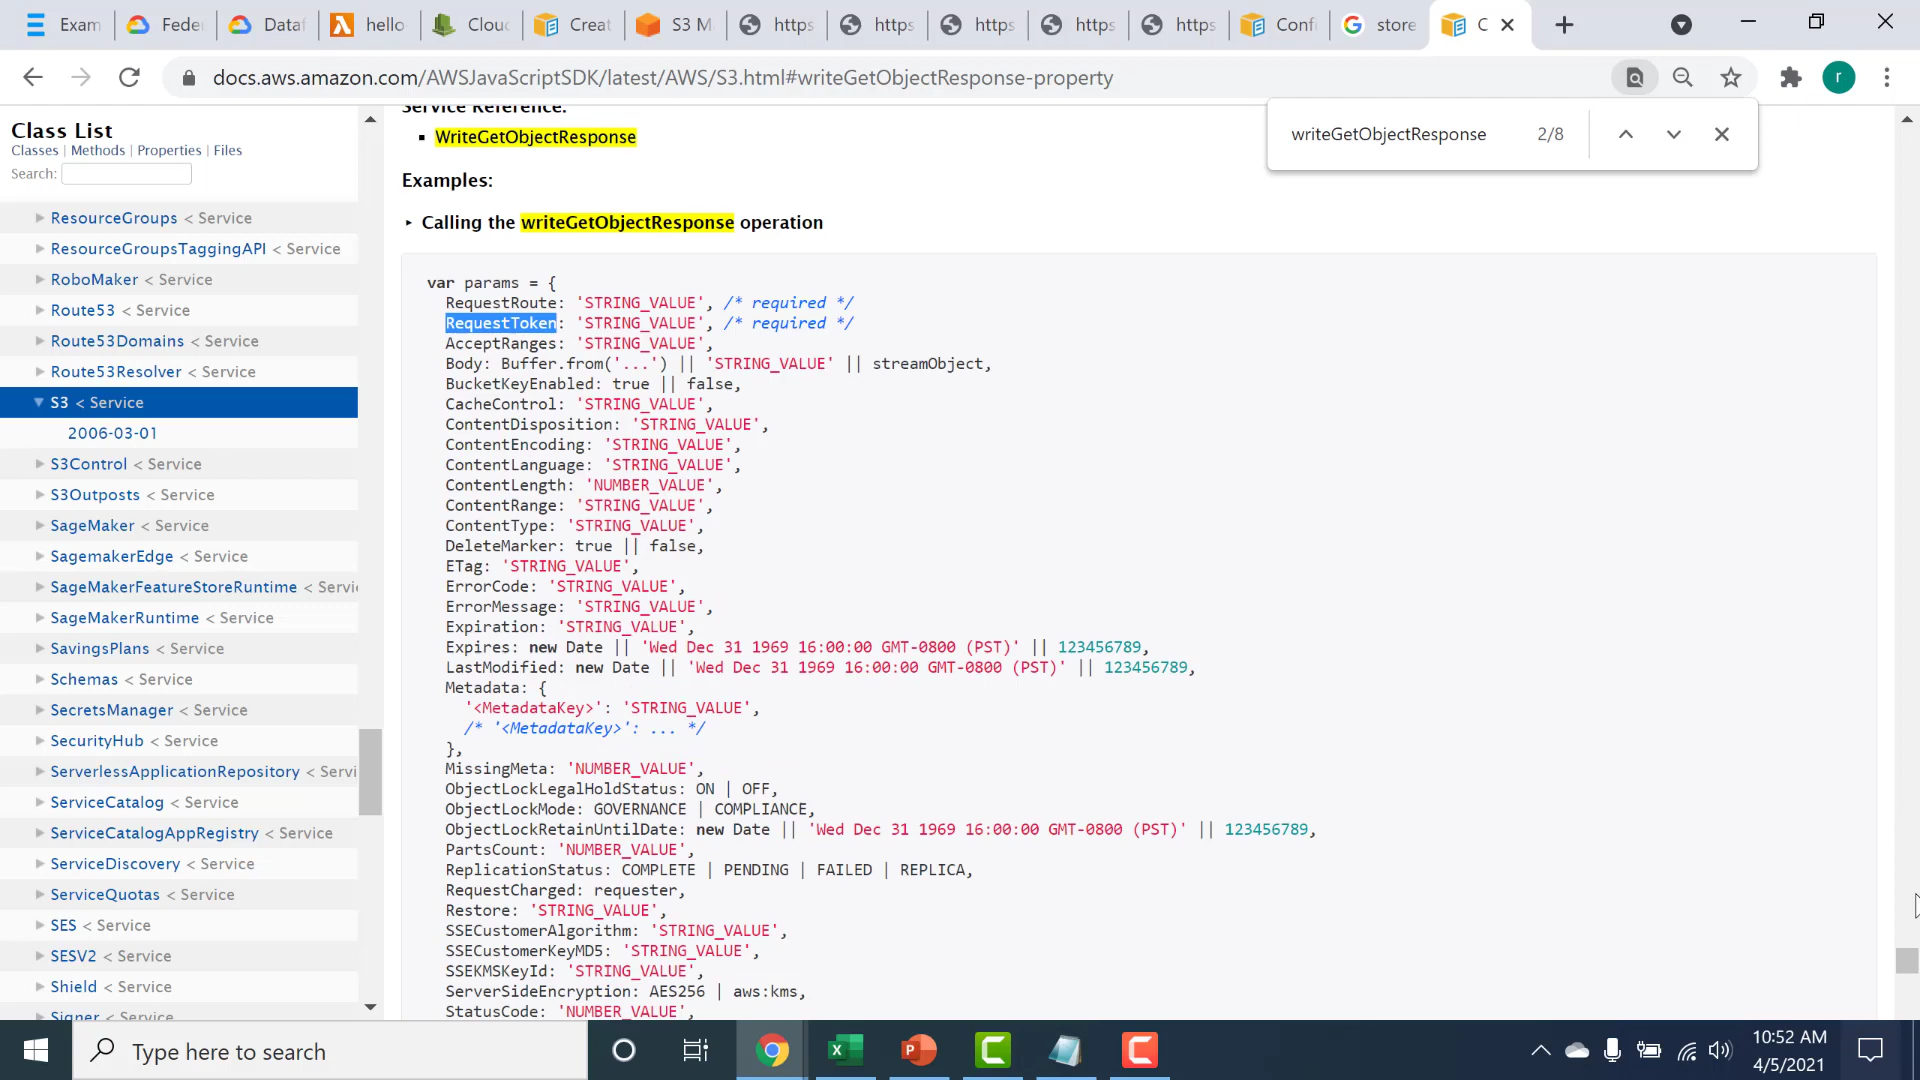 Exam
Feder
Dataf
hello
Clou
Creat
S3 M
https
https
https
https
https
Confi
store
C
docs.aws.amazon.com/AWSJavaScriptSDK/latest/AWS/S3.html#writeGetObjectResponse-property
r
writeGetObjectResponse 2/8
Class List
Classes | Methods | Properties | Files
Search:
ResourceGroups < Service
ResourceGroupsTaggingAPI < Service
RoboMaker < Service
Route53 < Service
Route53Domains < Service
Route53Resolver < Service
S3 < Service
2006-03-01
S3Control < Service
S3Outposts < Service
SageMaker < Service
SagemakerEdge < Service
SageMakerFeatureStoreRuntime < Servi
SageMakerRuntime < Service
SavingsPlans < Service
Schemas < Service
SecretsManager < Service
SecurityHub < Service
ServerlessApplicationRepository < Servi
ServiceCatalog < Service
ServiceCatalogAppRegistry < Service
ServiceDiscovery < Service
ServiceQuotas < Service
SES < Service
SESV2 < Service
Shield < Service
Signer < Service
Service Reference:
WriteGetObjectResponse
Examples:
Calling the writeGetObjectResponse operation
var params = {
RequestRoute: 'STRING_VALUE', /* required */
RequestToken: 'STRING_VALUE', /* required */
AcceptRanges: 'STRING_VALUE',
Body: Buffer.from('...') || 'STRING_VALUE' || streamObject,
BucketKeyEnabled: true || false,
CacheControl: 'STRING_VALUE',
ContentDisposition: 'STRING_VALUE',
ContentEncoding: 'STRING_VALUE',
ContentLanguage: 'STRING_VALUE',
ContentLength: 'NUMBER_VALUE',
ContentRange: 'STRING_VALUE',
ContentType: 'STRING_VALUE',
DeleteMarker: true || false,
ETag: 'STRING_VALUE',
ErrorCode: 'STRING_VALUE',
ErrorMessage: 'STRING_VALUE',
Expiration: 'STRING_VALUE',
Expires: new Date || 'Wed Dec 31 1969 16:00:00 GMT-0800 (PST)' || 123456789,
LastModified: new Date || 'Wed Dec 31 1969 16:00:00 GMT-0800 (PST)' || 123456789,
Metadata: {
'<MetadataKey>': 'STRING_VALUE',
/* '<MetadataKey>': ... */
},
MissingMeta: 'NUMBER_VALUE',
ObjectLockLegalHoldStatus: ON | OFF,
ObjectLockMode: GOVERNANCE | COMPLIANCE,
ObjectLockRetainUntilDate: new Date || 'Wed Dec 31 1969 16:00:00 GMT-0800 (PST)' || 123456789,
PartsCount: 'NUMBER_VALUE',
ReplicationStatus: COMPLETE | PENDING | FAILED | REPLICA,
RequestCharged: requester,
Restore: 'STRING_VALUE',
SSECustomerAlgorithm: 'STRING_VALUE',
SSECustomerKeyMD5: 'STRING_VALUE',
SSEKMSKeyId: 'STRING_VALUE',
ServerSideEncryption: AES256 | aws:kms,
StatusCode: 'NUMBER_VALUE',
Type here to search
10:52 AM
4/5/2021